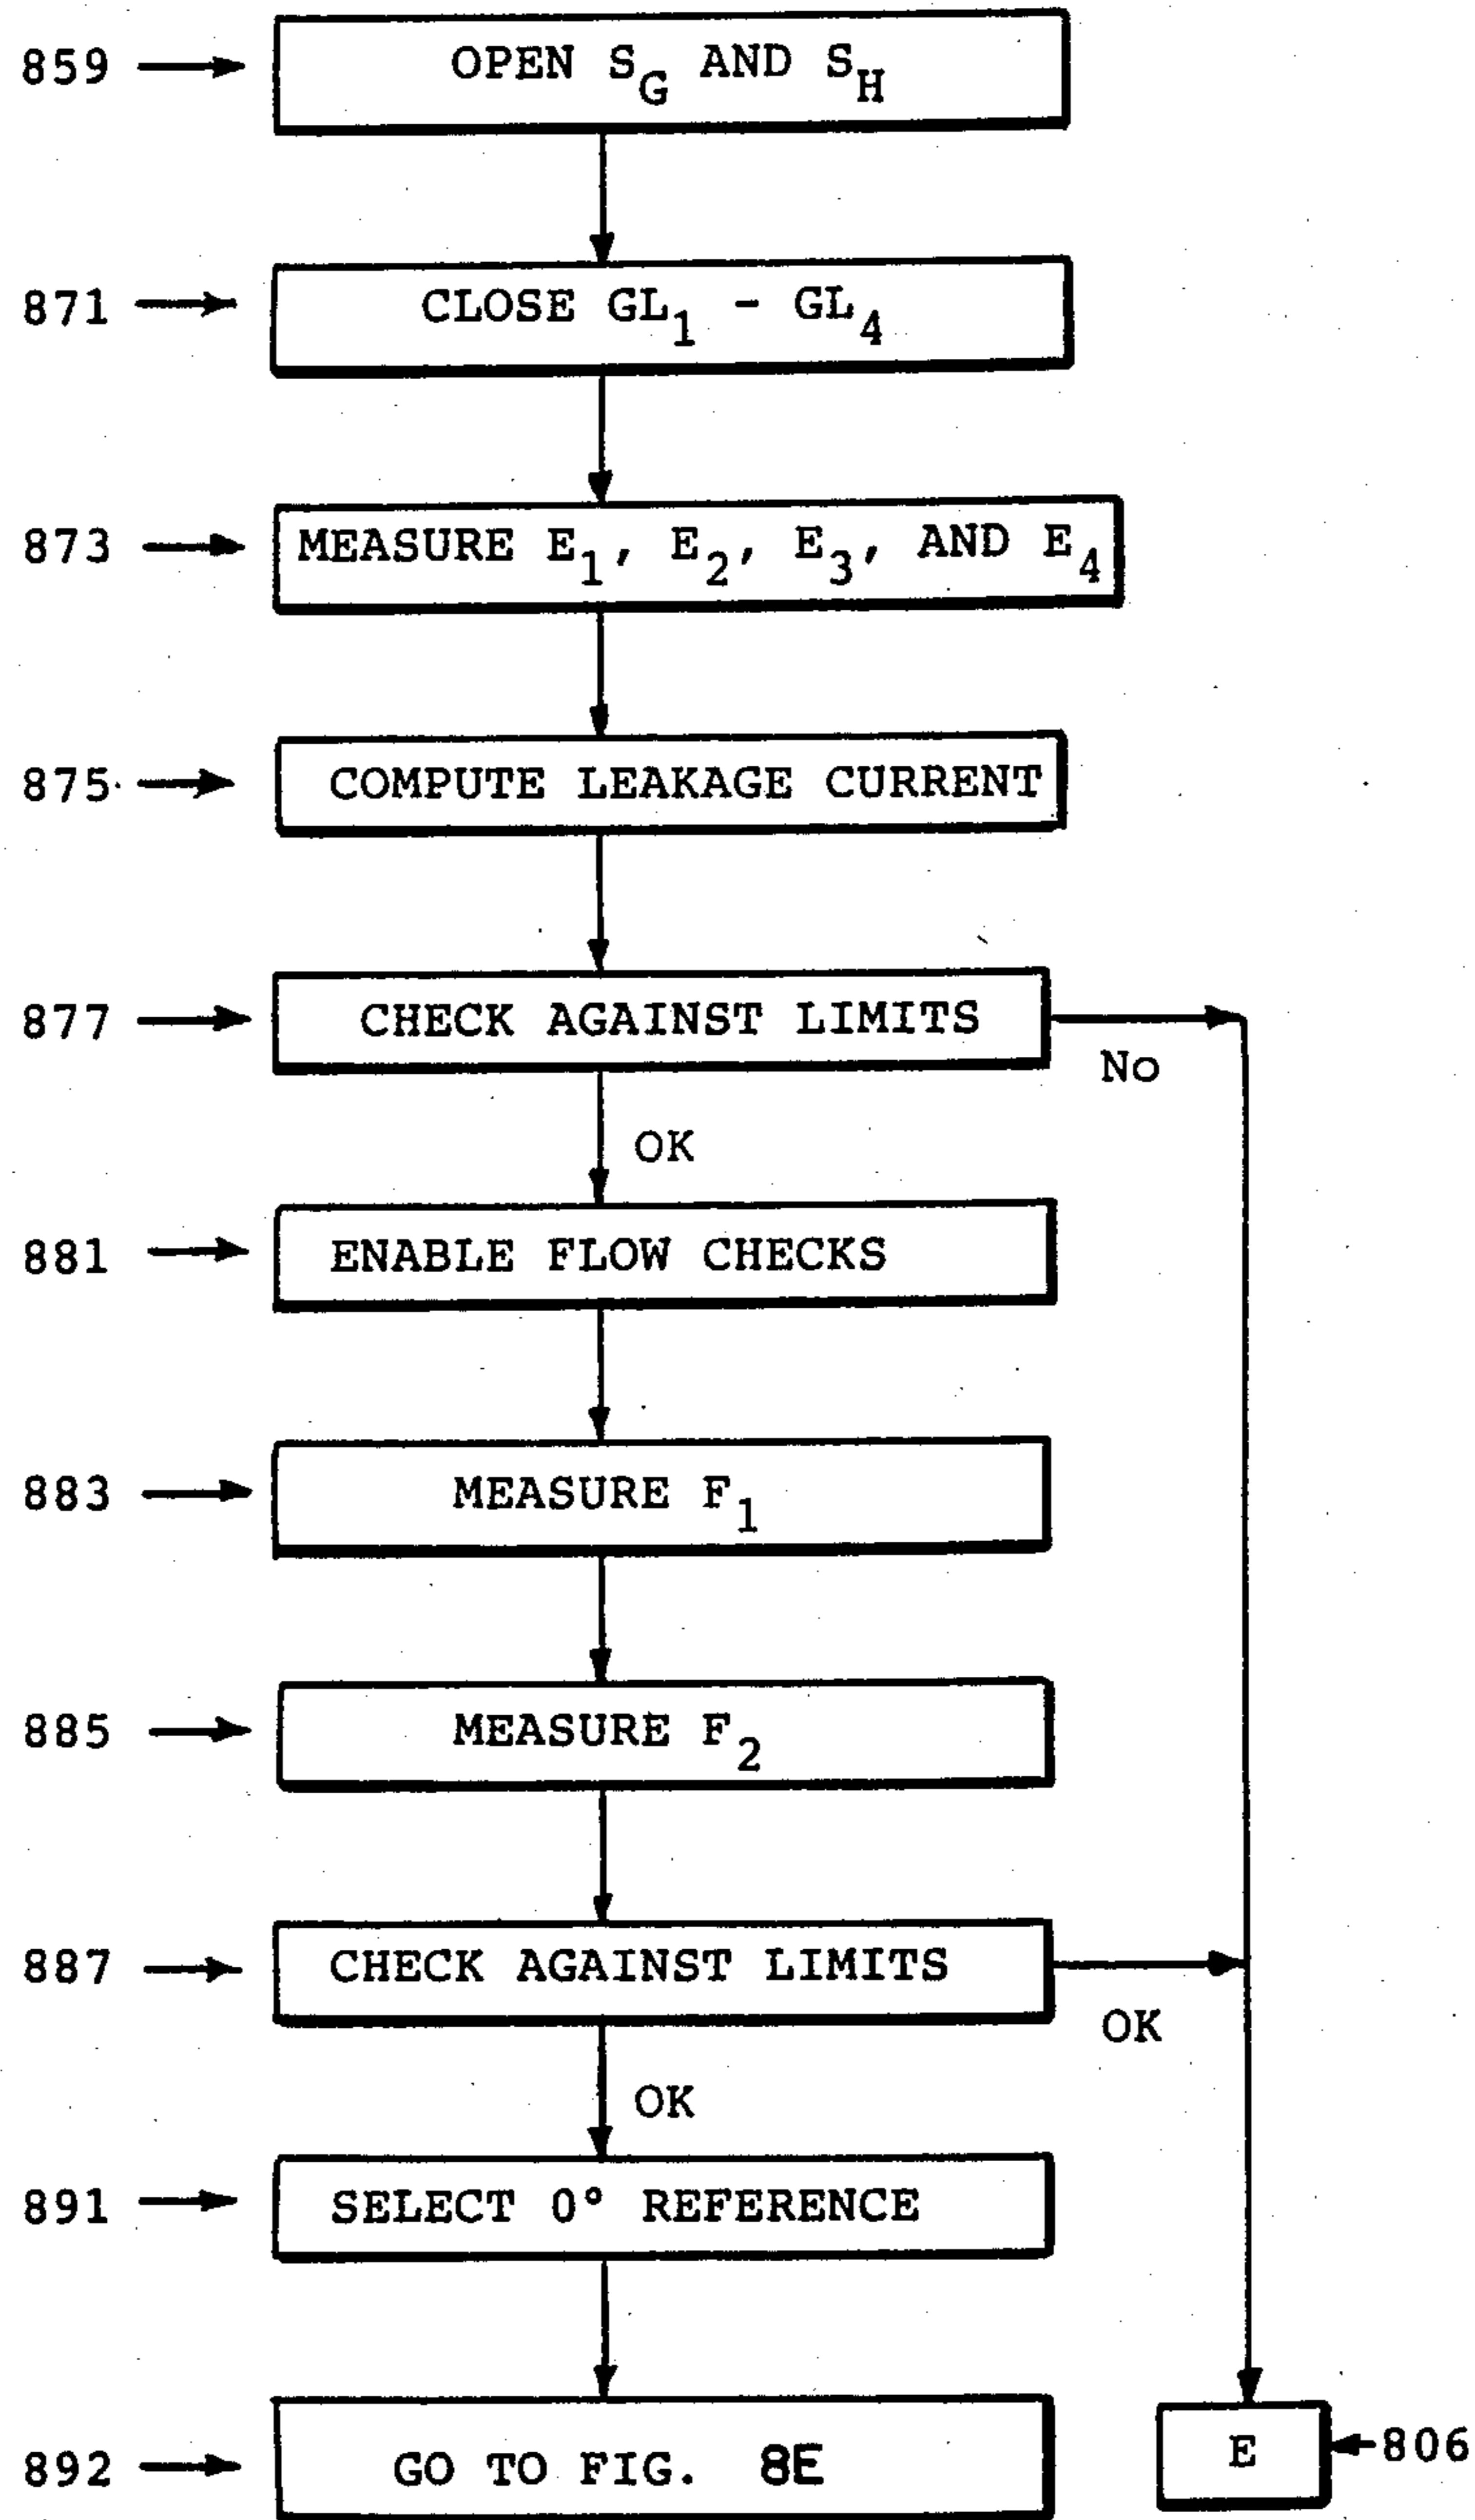 859 OPEN S_G AND S_H
871 CLOSE GL_1 - GL_4
873 MEASURE E_1, E_2, E_3, AND E_4
875 COMPUTE LEAKAGE CURRENT
877 CHECK AGAINST LIMITS
No
OK
881 ENABLE FLOW CHECKS
883 MEASURE F_1
885 MEASURE F_2
887 CHECK AGAINST LIMITS
OK
OK
891 SELECT 0° REFERENCE
892 GO TO FIG. 8E
E 806